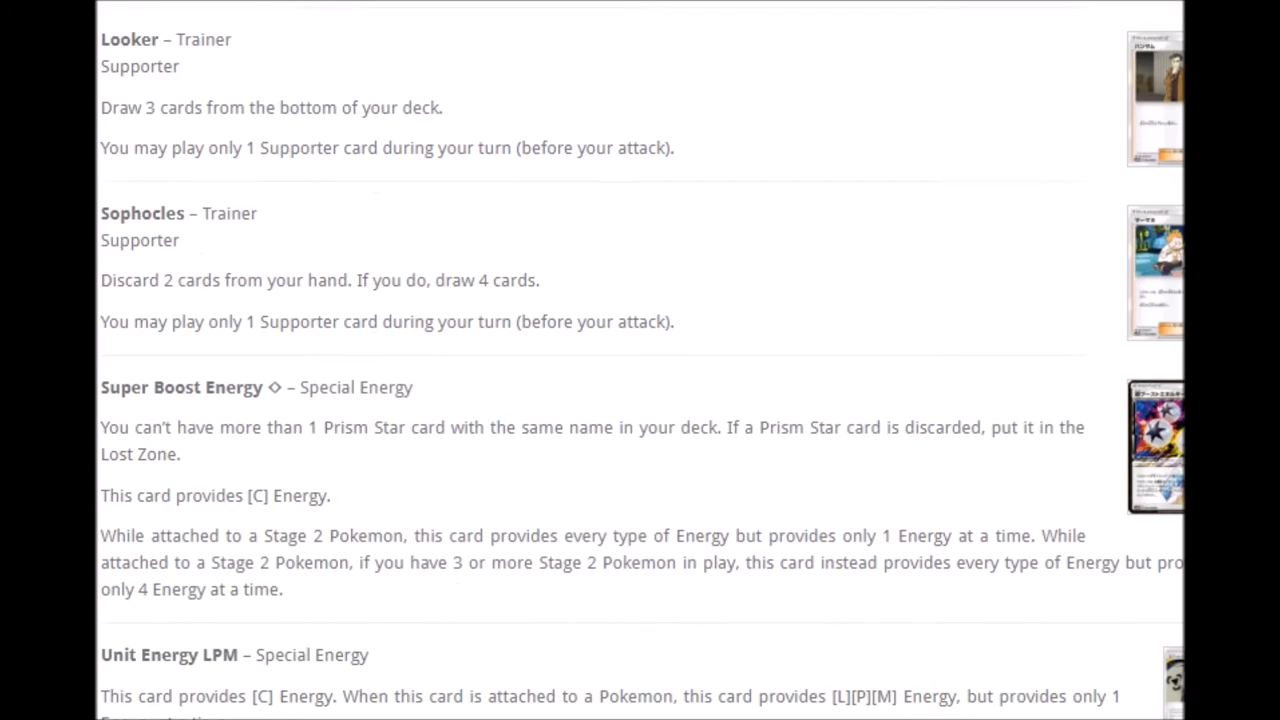 Looker – Trainer
Supporter
Draw 3 cards from the bottom of your deck.
You may play only 1 Supporter card during your turn (before your attack).
Sophocles – Trainer
Supporter
Discard 2 cards from your hand. If you do, draw 4 cards.
You may play only 1 Supporter card during your turn (before your attack).
Super Boost Energy ◇ – Special Energy
You can’t have more than 1 Prism Star card with the same name in your deck. If a Prism Star card is discarded, put it in the
Lost Zone.
This card provides [C] Energy.
While attached to a Stage 2 Pokemon, this card provides every type of Energy but provides only 1 Energy at a time. While
attached to a Stage 2 Pokemon, if you have 3 or more Stage 2 Pokemon in play, this card instead provides every type of Energy but pro
only 4 Energy at a time.
Unit Energy LPM – Special Energy
This card provides [C] Energy. When this card is attached to a Pokemon, this card provides [L][P][M] Energy, but provides only 1